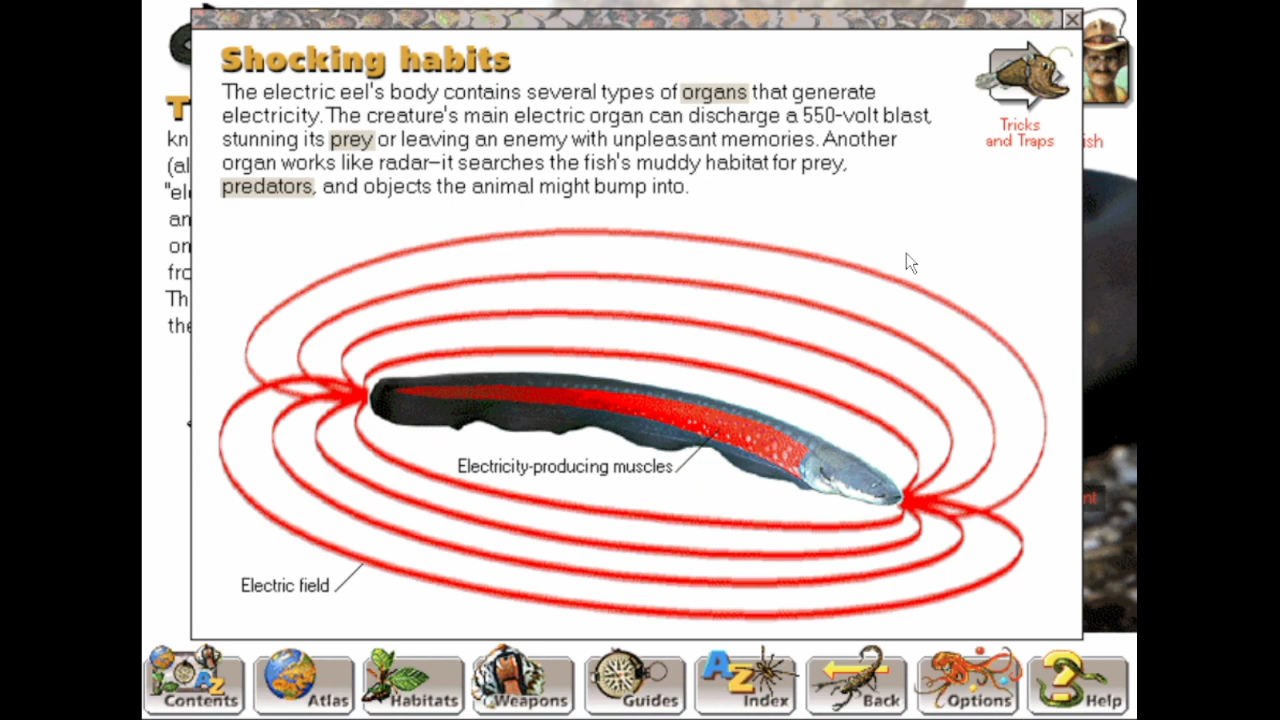 Shocking habits
The electric eel's body contains several types of organs that generate
electricity. The creature's main electric organ can discharge a 550-volt blast,
stunning its prey or leaving an enemy with unpleasant memories. Another
organ works like radar—it searches the fish's muddy habitat for prey,
predators, and objects the animal might bump into.
Tricks
and Traps
Electricity-producing muscles
Electric field
Contents
Atlas
Habitats
Weapons
Guides
Index
Back
Options
Help